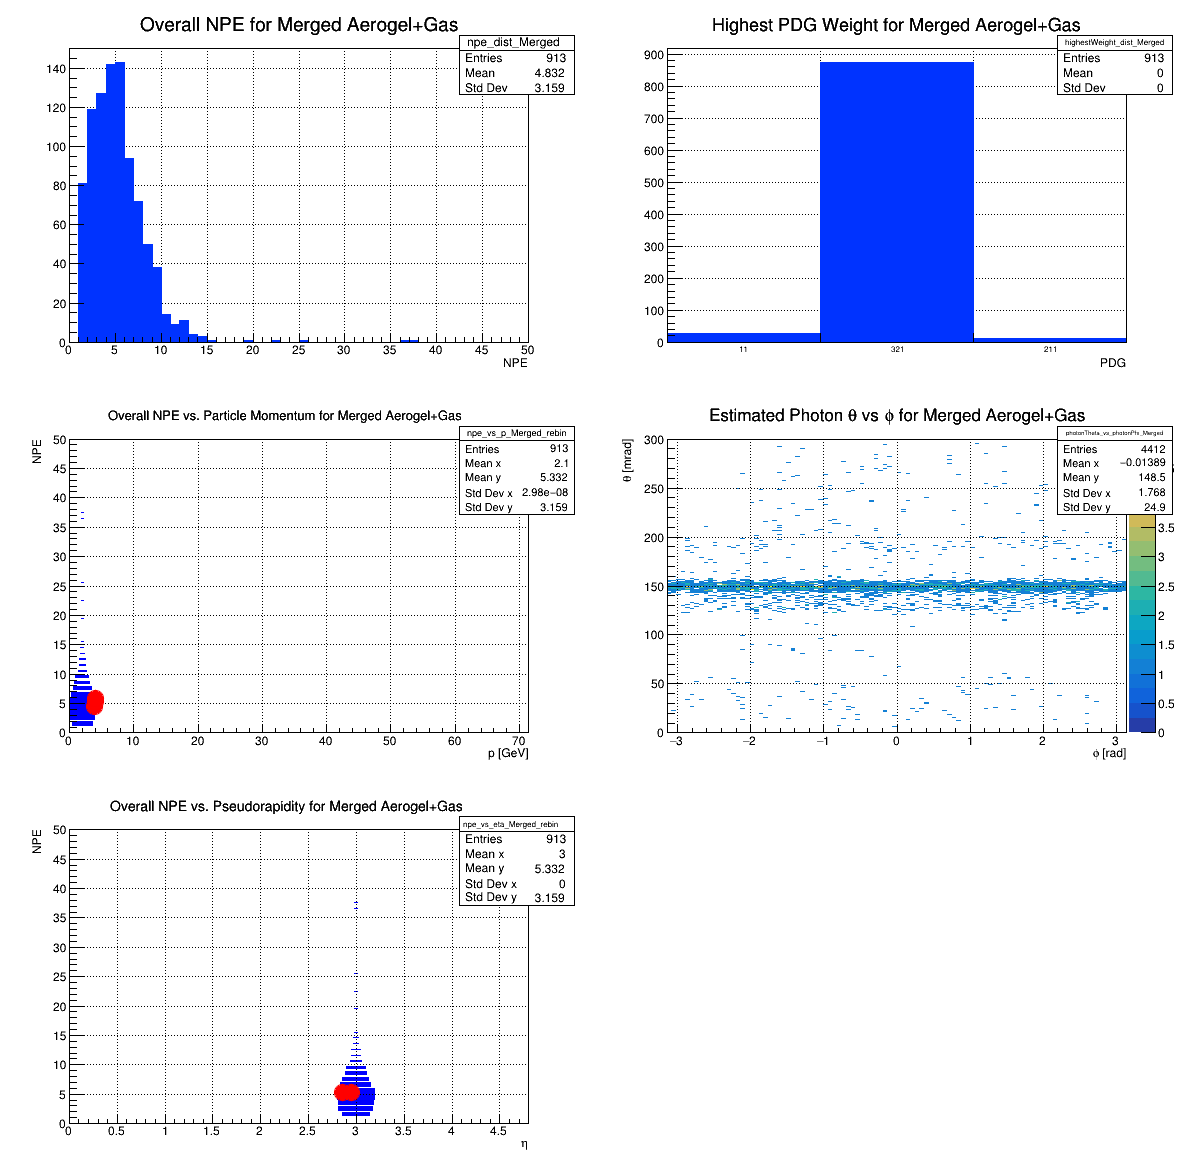 Overall NPE for Merged Aerogel+Gas
npe_dist_Merged
Entries 913
Mean 4.832
Std Dev 3.159
0 20 40 60 80 100 120 140
0 5 10 15 20 25 30 35 40 45 50
NPE
Highest PDG Weight for Merged Aerogel+Gas
highestWeight_dist_Merged
Entries 913
Mean 0
Std Dev 0
0 100 200 300 400 500 600 700 800 900
11 321 211
PDG
Overall NPE vs. Particle Momentum for Merged Aerogel+Gas
npe_vs_p_Merged_rebin
Entries 913
Mean x 2.1
Mean y 5.332
Std Dev x 2.98e−08
Std Dev y 3.159
NPE
0 5 10 15 20 25 30 35 40 45 50
0 10 20 30 40 50 60 70
p [GeV]
Estimated Photon θ vs ϕ for Merged Aerogel+Gas
photonTheta_vs_photonPhi_Merged
Entries 4412
Mean x −0.01389
Mean y 148.5
Std Dev x 1.768
Std Dev y 24.9
θ [mrad]
0 50 100 150 200 250 300
−3 −2 −1 0 1 2 3
ϕ [rad]
0 0.5 1 1.5 2 2.5 3 3.5
Overall NPE vs. Pseudorapidity for Merged Aerogel+Gas
npe_vs_eta_Merged_rebin
Entries 913
Mean x 3
Mean y 5.332
Std Dev x 0
Std Dev y 3.159
NPE
0 5 10 15 20 25 30 35 40 45 50
0 0.5 1 1.5 2 2.5 3 3.5 4 4.5
η